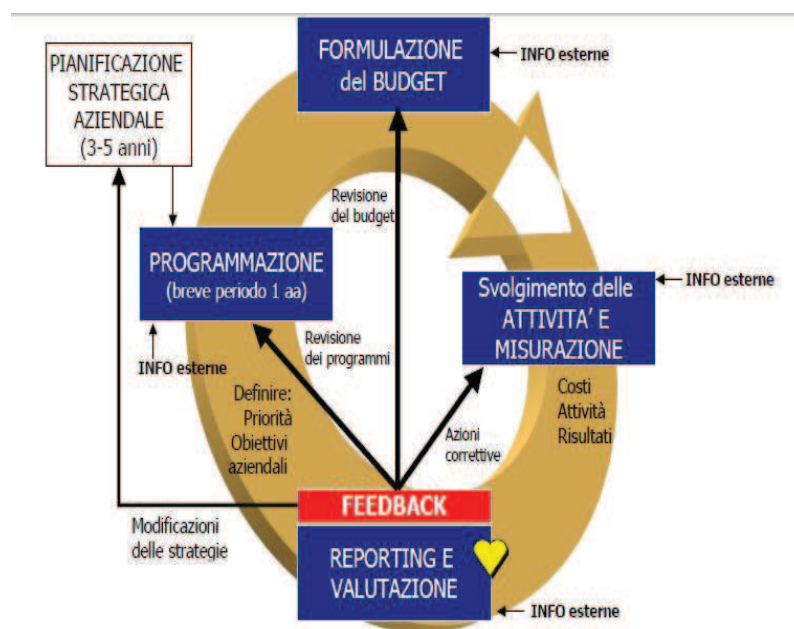 FORMULAZIONE
del BUDGET
INFO esterne
PIANIFICAZIONE
STRATEGICA
AZIENDALE
(3-5 anni)
Revisione
del budget
PROGRAMMAZIONE
(breve periodo 1 aa)
INFO esterne
Svolgimento delle
ATTIVITA’ E
MISURAZIONE
INFO esterne
Revisione
dei programmi
Definire:
Priorità
Obiettivi
aziendali
Costi
Attività
Risultati
Azioni
correttive
FEEDBACK
Modificazioni
delle strategie
REPORTING E
VALUTAZIONE
INFO esterne